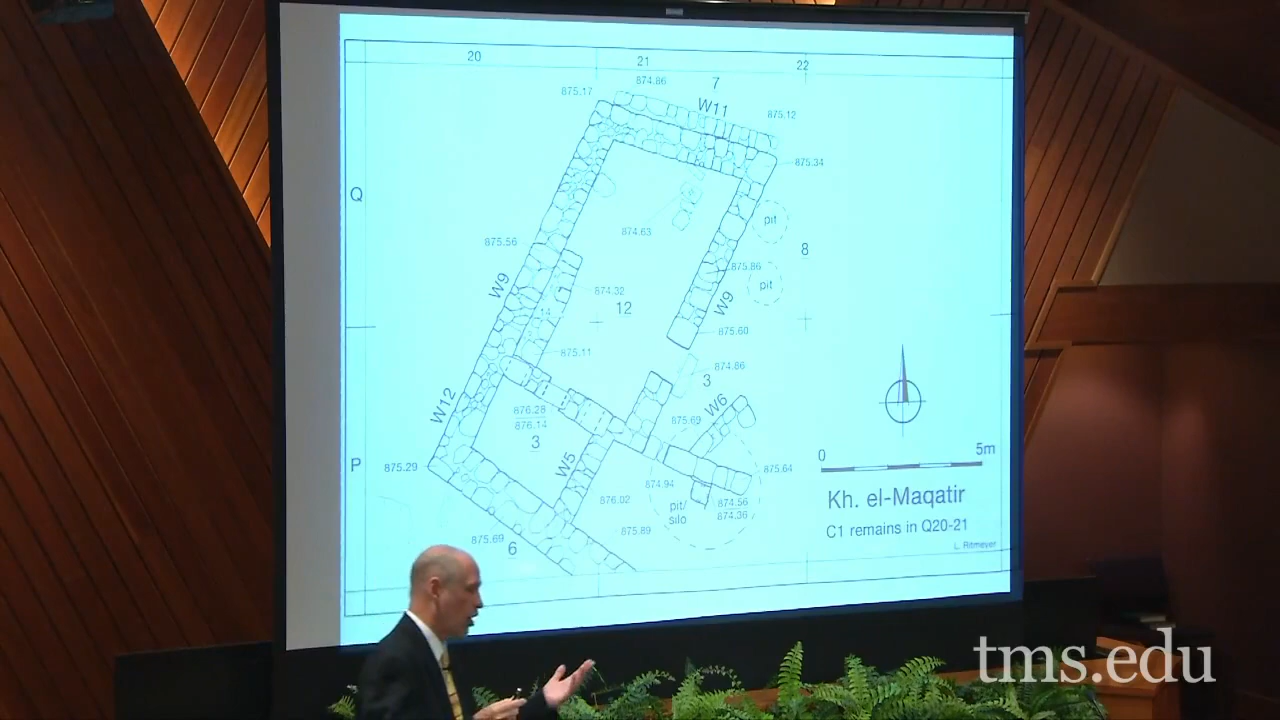 20
21
22
874.86
7
875.17
W11
875.12
875.34
Q
pit
874.63
875.56
8
875.86
pit
W9
874.32
W9
12
14
875.60
875.11
874.86
3
W6
W12
876.28
876.14
875.69
3
P
875.29
W5
875.64
0
5m
874.94
876.02
pit/
silo
874.56
874.36
Kh. el-Maqatir
875.89
C1 remains in Q20-21
875.69
6
L. Ritmeyer
tms.edu